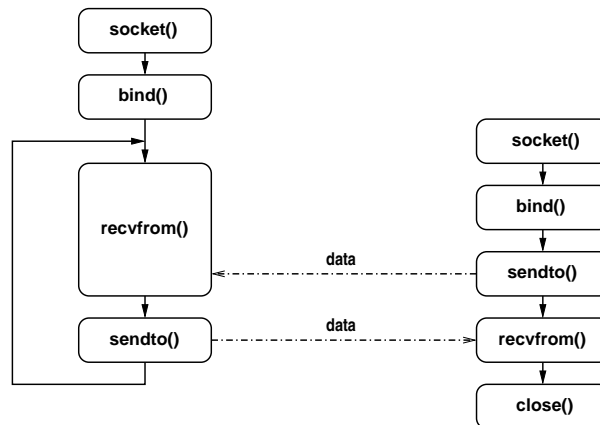 socket()
bind()
recvfrom()
sendto()
data
data
socket()
bind()
sendto()
recvfrom()
close()